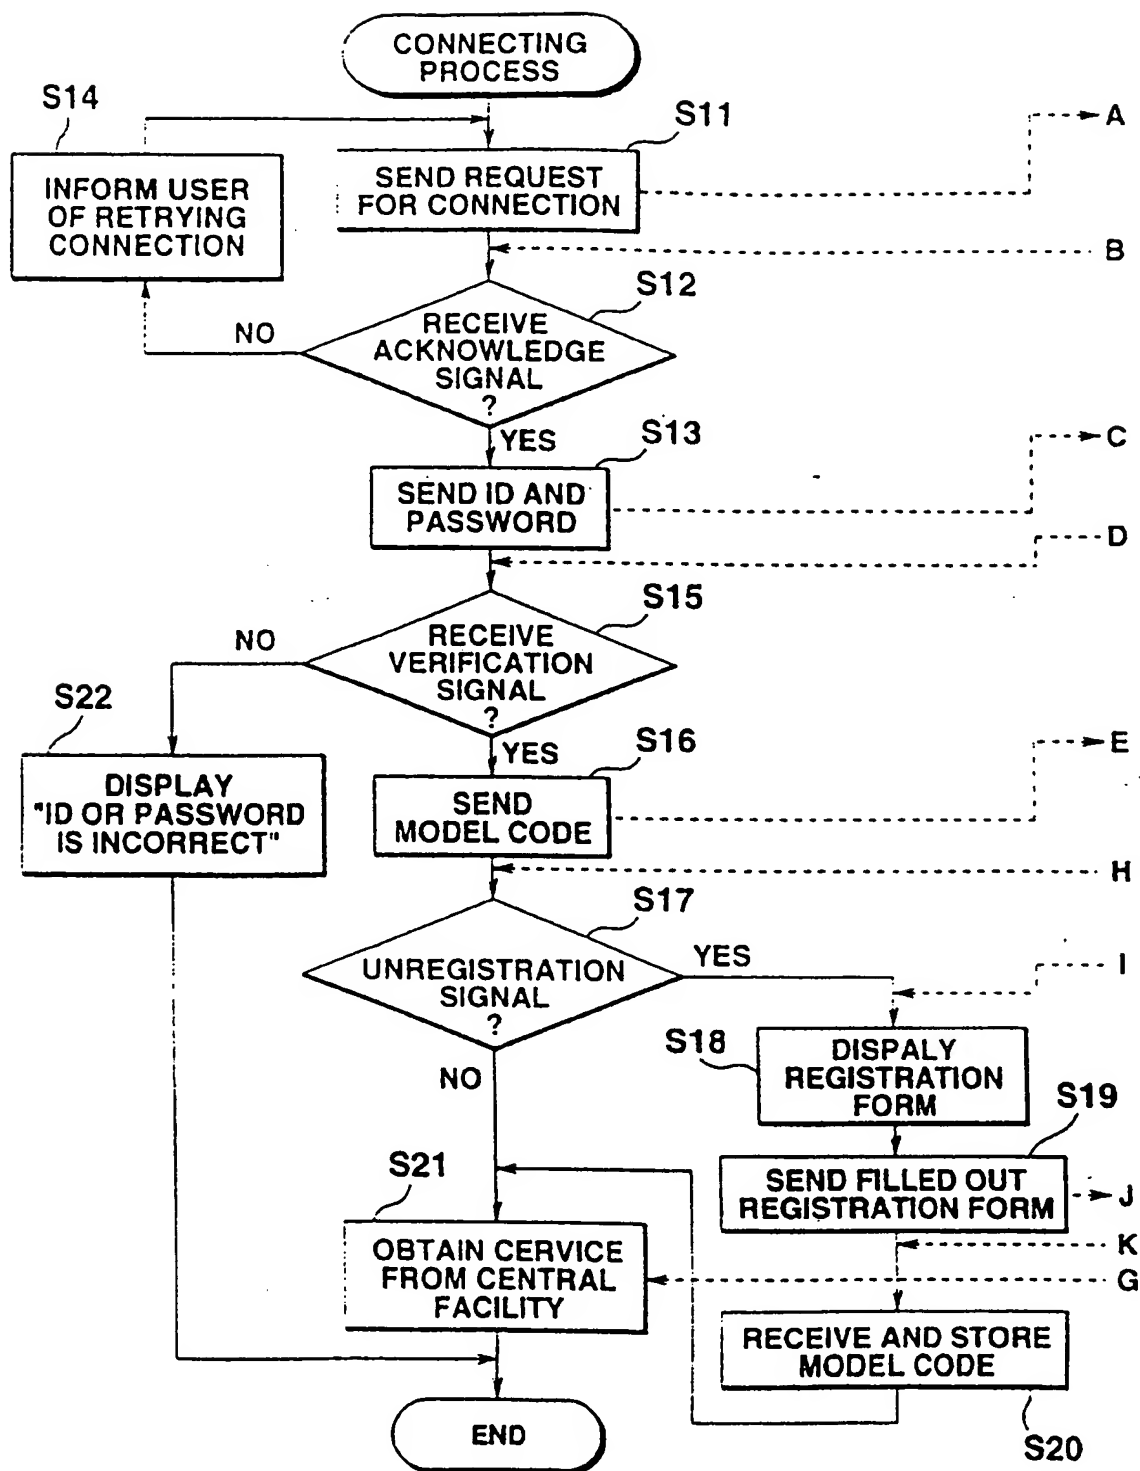 CONNECTING
PROCESS
S14
S11
A
INFORM USER
OF RETRYING
CONNECTION
SEND REQUEST
FOR CONNECTION
B
S12
NO
RECEIVE
ACKNOWLEDGE
SIGNAL
?
YES
S13
C
SEND ID AND
PASSWORD
D
S15
NO
RECEIVE
VERIFICATION
SIGNAL
?
S22
YES
S16
E
DISPLAY
"ID OR PASSWORD
IS INCORRECT"
SEND
MODEL CODE
H
S17
YES
UNREGISTRATION
SIGNAL
?
I
NO
S18
DISPALY
REGISTRATION
FORM
S19
S21
SEND FILLED OUT
REGISTRATION FORM
J
K
OBTAIN CERVICE
FROM CENTRAL
FACILITY
G
RECEIVE AND STORE
MODEL CODE
END
S20